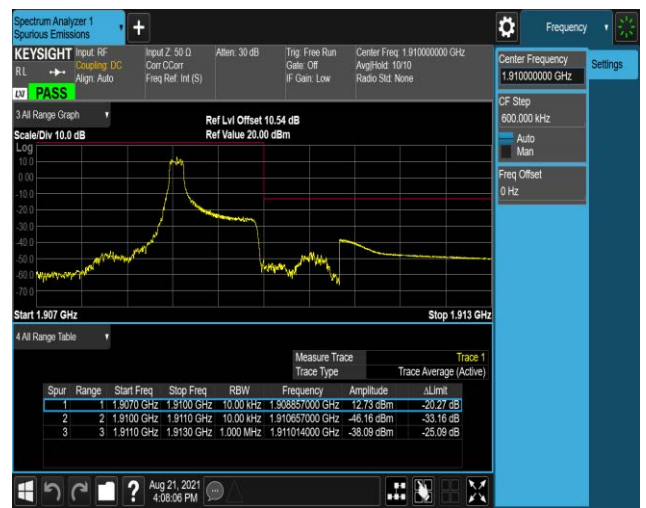 Spectrum Analyzer 1
Spurious Emissions
+
Frequency
KEYSIGHT
RL
Input: RF
Coupling: DC
Align: Auto
Input Z: 50 Ω
Corr CCorr
Freq Ref: Int (S)
Atten: 30 dB
Trig: Free Run
Gate: Off
IF Gain: Low
Center Freq: 1.910000000 GHz
Avg|Hold: 10/10
Radio Std: None
LXI PASS
Center Frequency
1.910000000 GHz
Settings
CF Step
600.000 kHz
Auto
Man
Freq Offset
0 Hz
3 All Range Graph
Scale/Div 10.0 dB
Ref Lvl Offset 10.54 dB
Ref Value 20.00 dBm
Log
10.0
0.00
-10.0
-20.0
-30.0
-40.0
-50.0
-60.0
-70.0
Start 1.907 GHz Stop 1.913 GHz
4 All Range Table
Measure Trace Trace 1
Trace Type Trace Average (Active)
Spur Range Start Freq Stop Freq RBW Frequency Amplitude ΔLimit
1 1 1.9070 GHz 1.9100 GHz 10.00 kHz 1.908857000 GHz 12.73 dBm -20.27 dB
2 2 1.9100 GHz 1.9110 GHz 10.00 kHz 1.910657000 GHz -46.16 dBm -33.16 dB
3 3 1.9110 GHz 1.9130 GHz 1.000 MHz 1.911014000 GHz -38.09 dBm -25.09 dB
?
Aug 21, 2021
4:08:06 PM